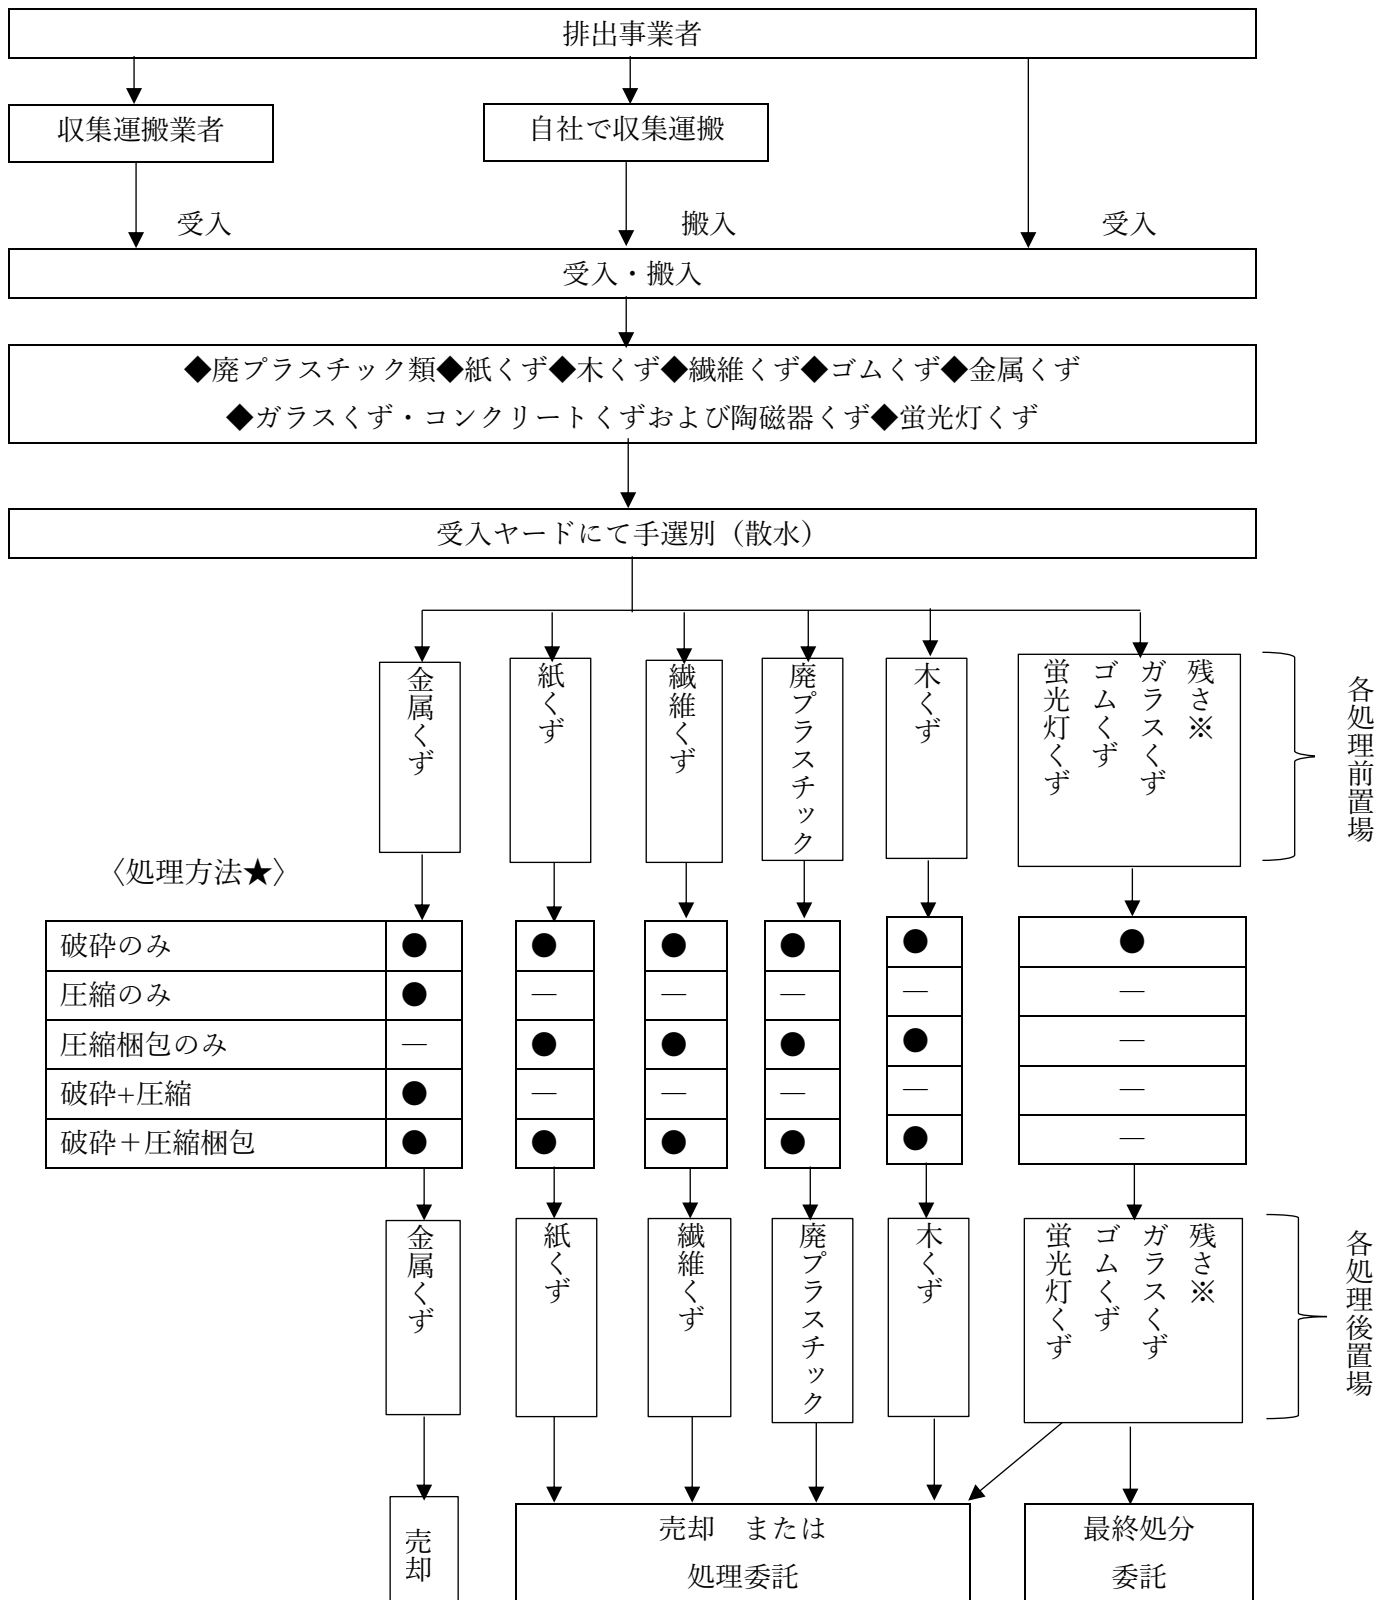 排出事業者
収集運搬業者
自社で収集運搬
受入
搬入
受入
受入・搬入
◆廃プラスチック類◆紙くず◆木くず◆繊維くず◆ゴムくず◆金属くず
◆ガラスくず・コンクリートくずおよび陶磁器くず◆蛍光灯くず
受入ヤードにて手選別（散水）
金属くず
紙くず
繊維くず
廃プラスチック
木くず
残さ※
ガラスくず
ゴムくず
蛍光灯くず
各処理前置場
〈処理方法★〉
破砕のみ ● ● ● ● ● ●
圧縮のみ ● ― ― ― ― ―
圧縮梱包のみ ― ● ● ● ● ―
破砕+圧縮 ● ― ― ― ― ―
破砕＋圧縮梱包 ● ● ● ● ● ―
金属くず
紙くず
繊維くず
廃プラスチック
木くず
残さ※
ガラスくず
ゴムくず
蛍光灯くず
各処理後置場
売却
売却　または
処理委託
最終処分
委託